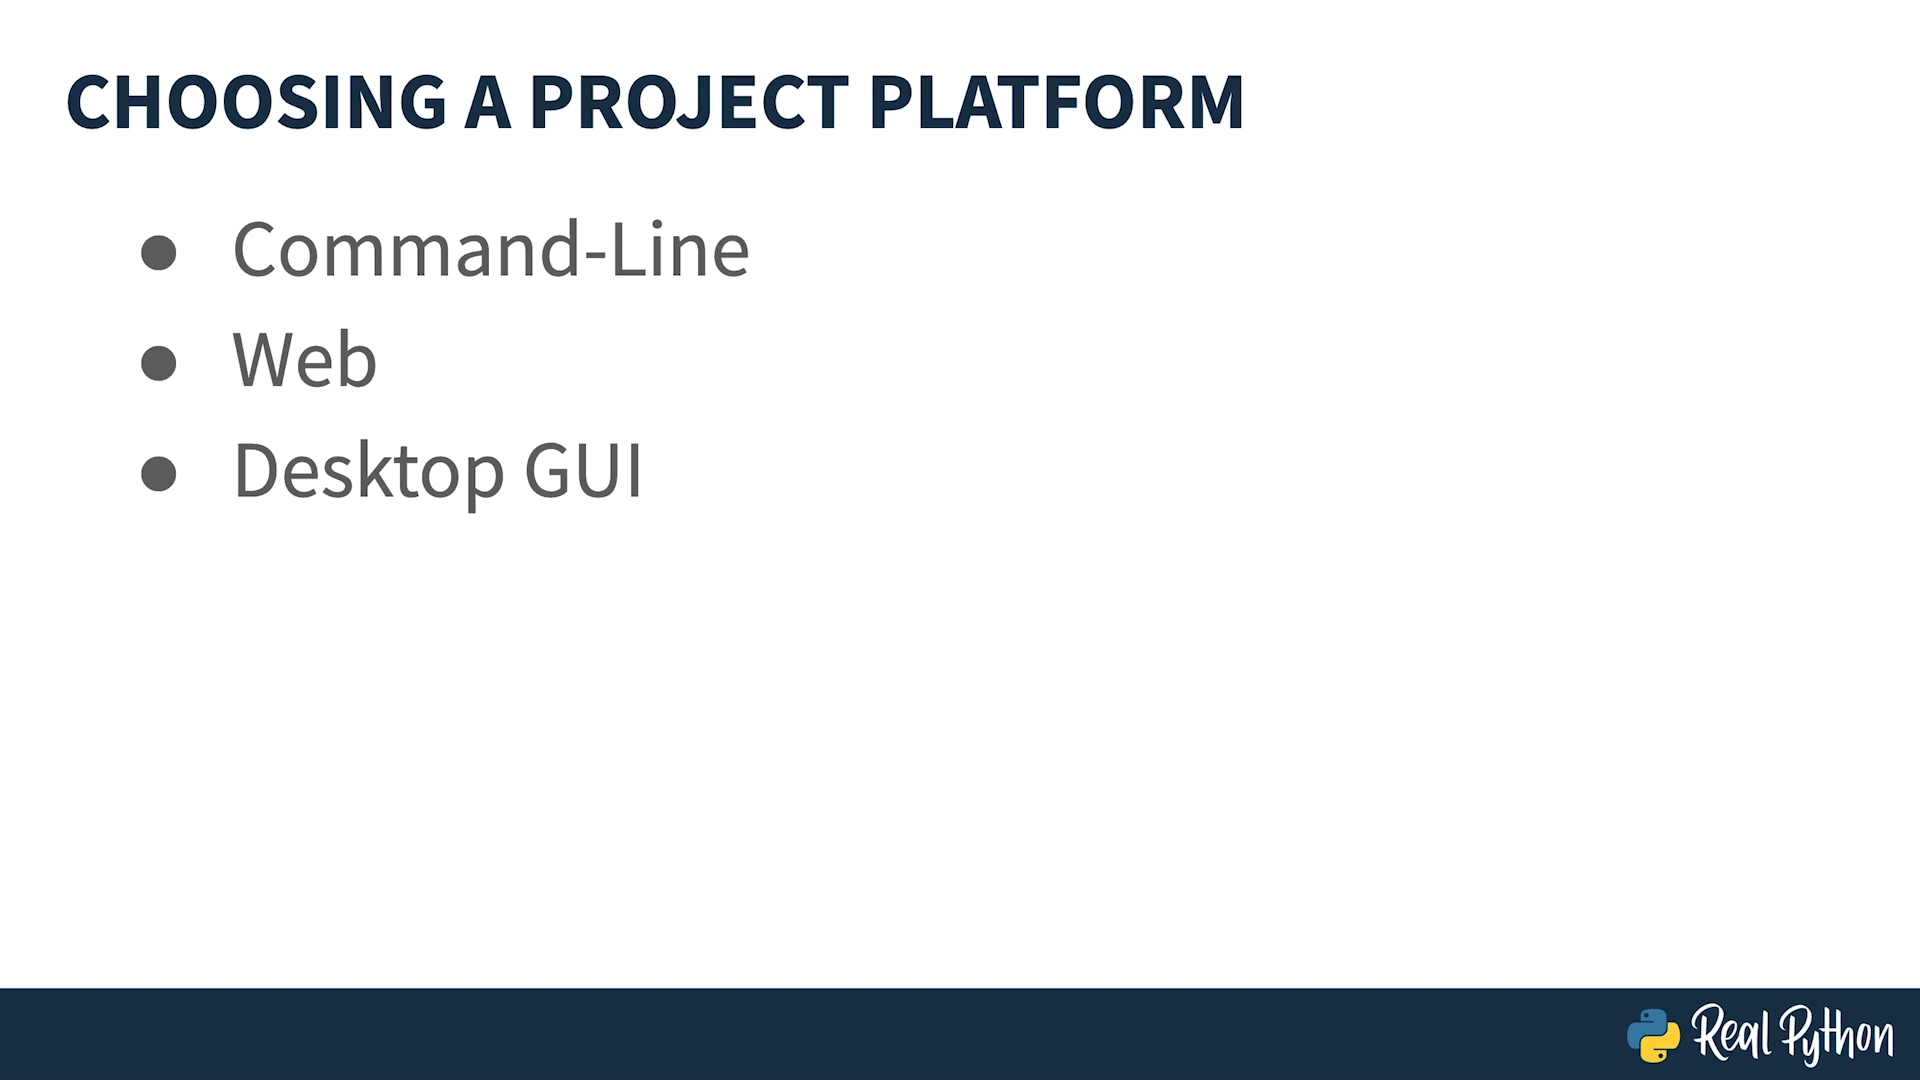 CHOOSING A PROJECT PLATFORM
● Command-Line
● Web
● Desktop GUI
Real Python